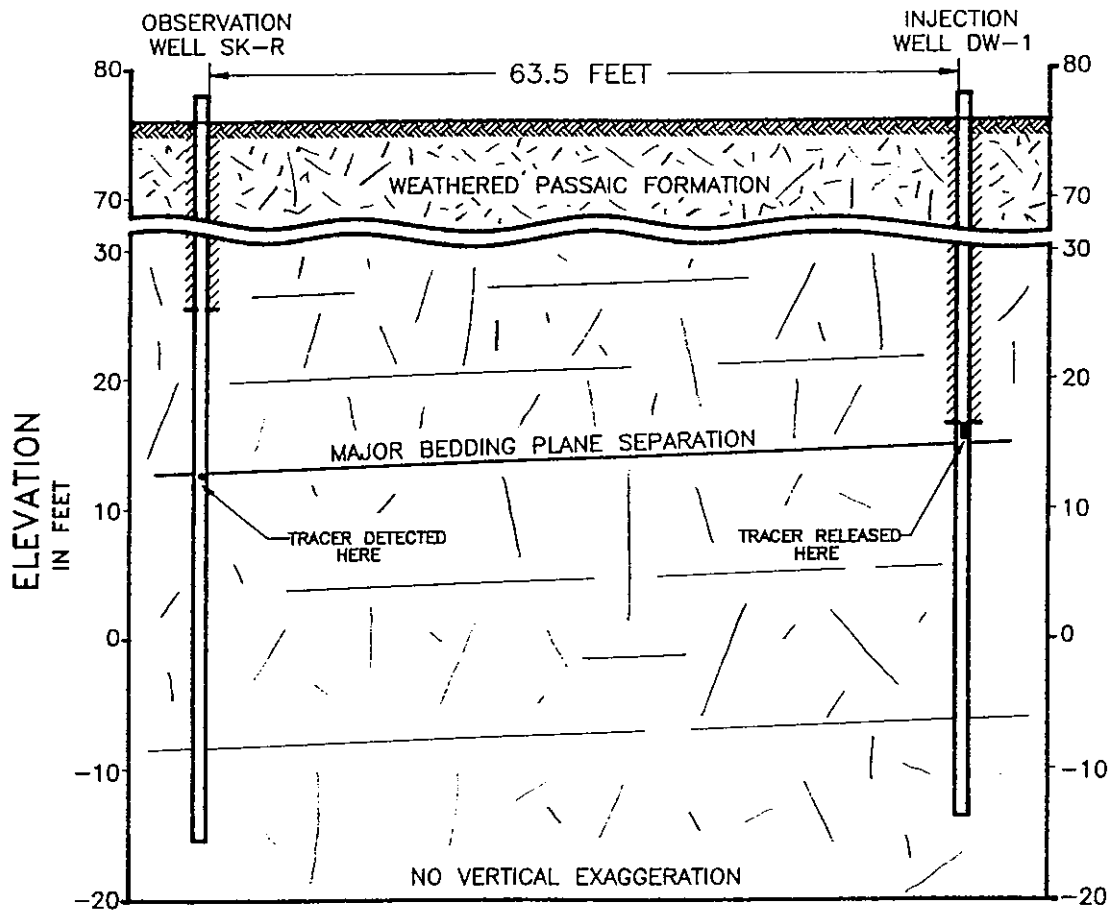 OBSERVATION
WELL SK-R
INJECTION
WELL DW-1
80
63.5 FEET
80
WEATHERED PASSAIC FORMATION
70
70
30
30
20
20
MAJOR BEDDING PLANE SEPARATION
10
10
TRACER DETECTED
HERE
TRACER RELEASED
HERE
ELEVATION
IN FEET
0
0
-10
-10
NO VERTICAL EXAGGERATION
-20
-20